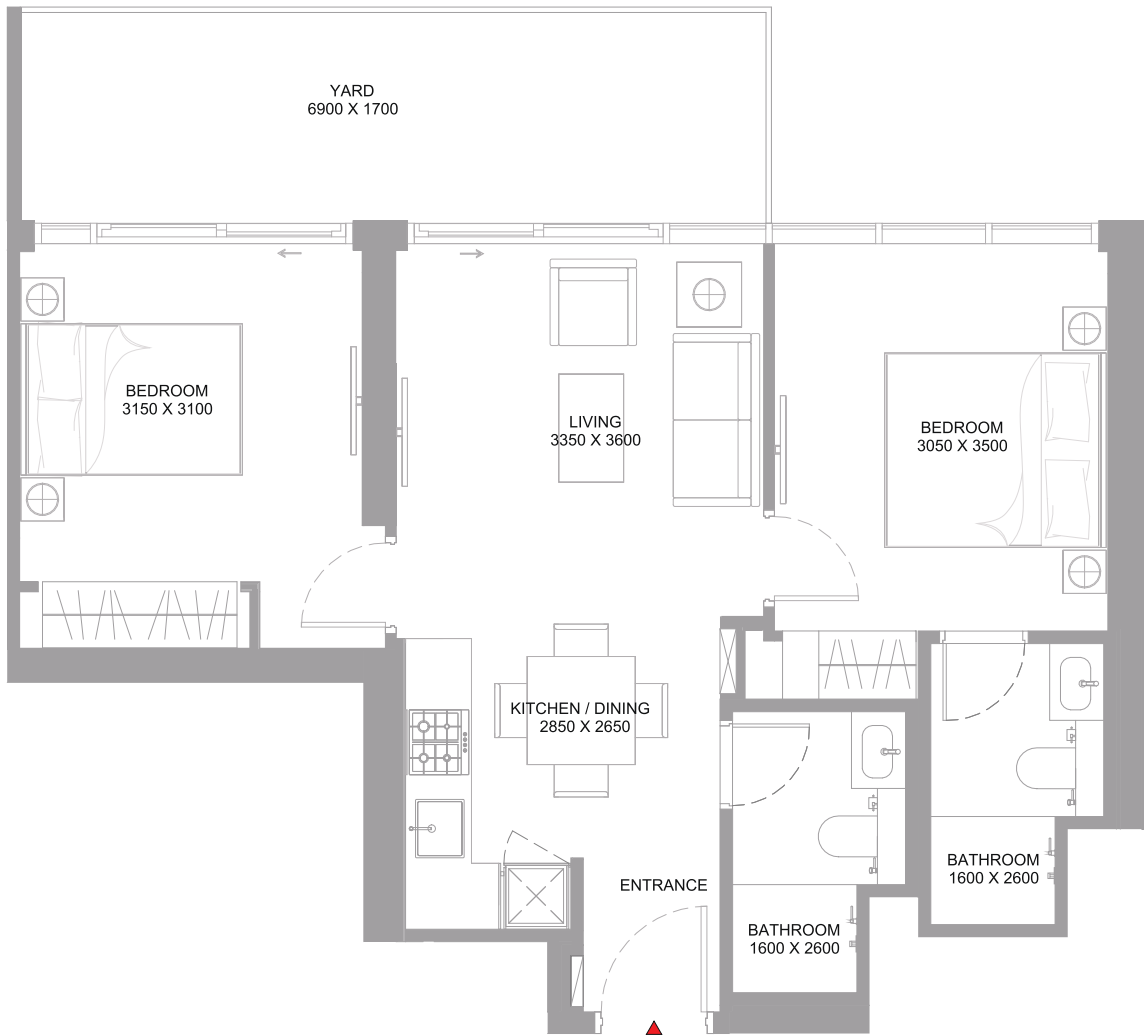 YARD
6900 X 1700
BEDROOM
3150 X 3100
LIVING
3350 X 3600
BEDROOM
3050 X 3500
KITCHEN / DINING
2850 X 2650
ENTRANCE
BATHROOM
1600 X 2600
BATHROOM
1600 X 2600